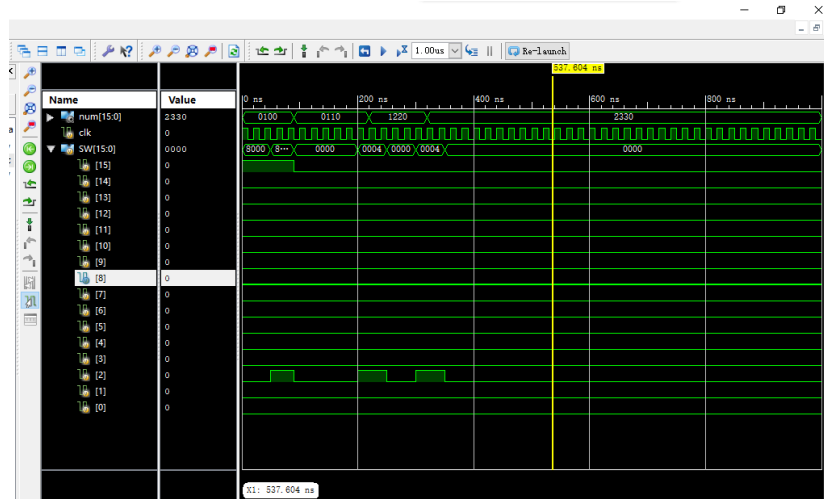 1.00us Re-launch
537.604 ns
Name Value 0 ns 200 ns 400 ns 600 ns 800 ns
num[15:0] 2330 0100 0110 1220 2330
clk 0
SW[15:0] 0000 8000 8··· 0000 0004 0000 0004 0000
[15] 0
[14] 0
[13] 0
[12] 0
[11] 0
[10] 0
[9] 0
[8] 0
[7] 0
[6] 0
[5] 0
[4] 0
[3] 0
[2] 0
[1] 0
[0] 0
X1: 537.604 ns